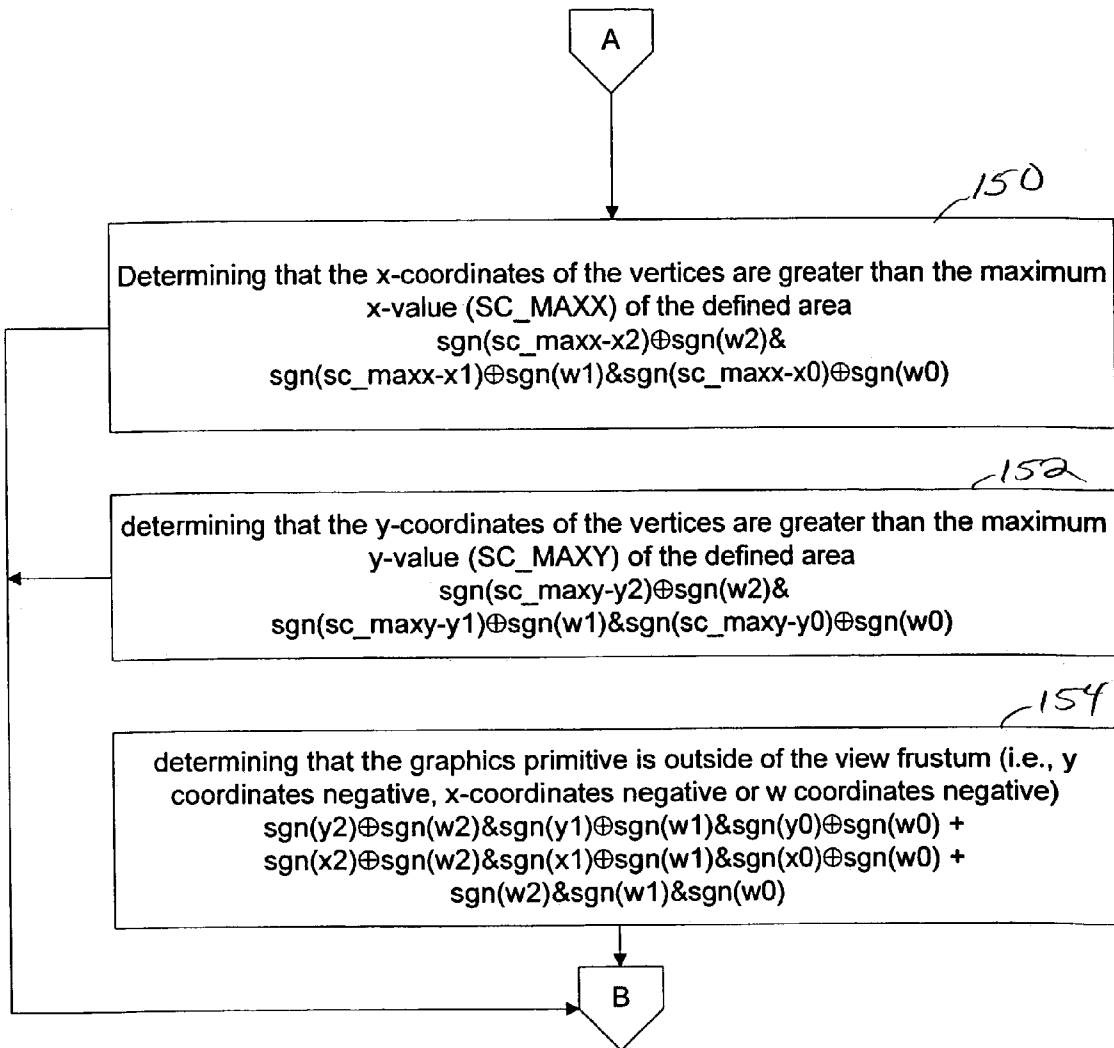 A
150
Determining that the x-coordinates of the vertices are greater than the maximum
x-value (SC_MAXX) of the defined area
sgn(sc_maxx-x2)⊕sgn(w2)&
sgn(sc_maxx-x1)⊕sgn(w1)&sgn(sc_maxx-x0)⊕sgn(w0)
152
determining that the y-coordinates of the vertices are greater than the maximum
y-value (SC_MAXY) of the defined area
sgn(sc_maxy-y2)⊕sgn(w2)&
sgn(sc_maxy-y1)⊕sgn(w1)&sgn(sc_maxy-y0)⊕sgn(w0)
154
determining that the graphics primitive is outside of the view frustum (i.e., y
coordinates negative, x-coordinates negative or w coordinates negative)
sgn(y2)⊕sgn(w2)&sgn(y1)⊕sgn(w1)&sgn(y0)⊕sgn(w0) +
sgn(x2)⊕sgn(w2)&sgn(x1)⊕sgn(w1)&sgn(x0)⊕sgn(w0) +
sgn(w2)&sgn(w1)&sgn(w0)
B